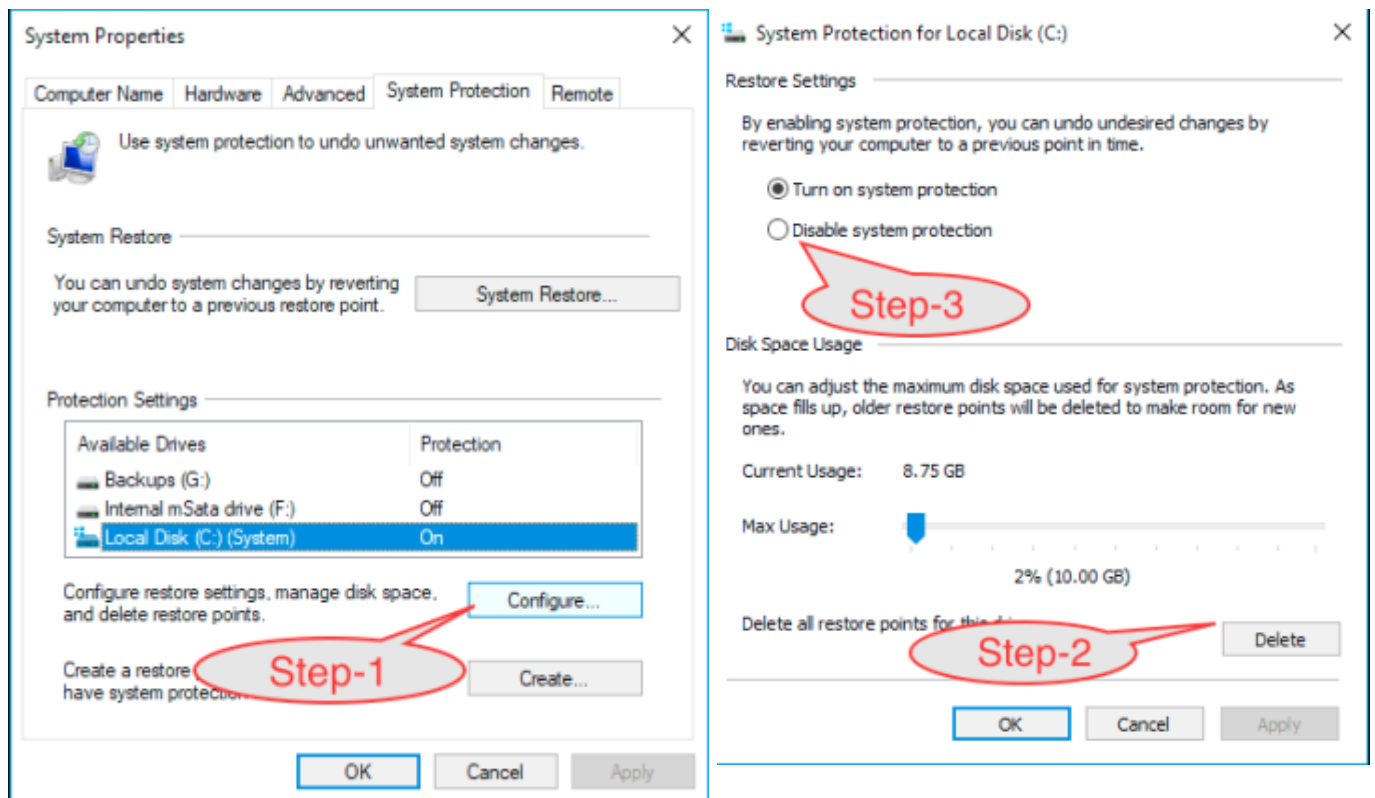 System Properties
Computer Name Hardware Advanced System Protection Remote
Use system protection to undo unwanted system changes.
System Restore
You can undo system changes by reverting
your computer to a previous restore point.
System Restore...
Protection Settings
Available Drives Protection
Backups (G:) Off
Internal mSata drive (F:) Off
Local Disk (C:) (System) On
Configure restore settings, manage disk space,
and delete restore points.
Configure...
Step-1
Create a restore
have system protection
Create...
OK Cancel Apply
System Protection for Local Disk (C:)
Restore Settings
By enabling system protection, you can undo undesired changes by
reverting your computer to a previous point in time.
Turn on system protection
Disable system protection
Step-3
Disk Space Usage
You can adjust the maximum disk space used for system protection. As
space fills up, older restore points will be deleted to make room for new
ones.
Current Usage: 8.75 GB
Max Usage:
2% (10.00 GB)
Delete all restore points for this
Step-2
Delete
OK Cancel Apply